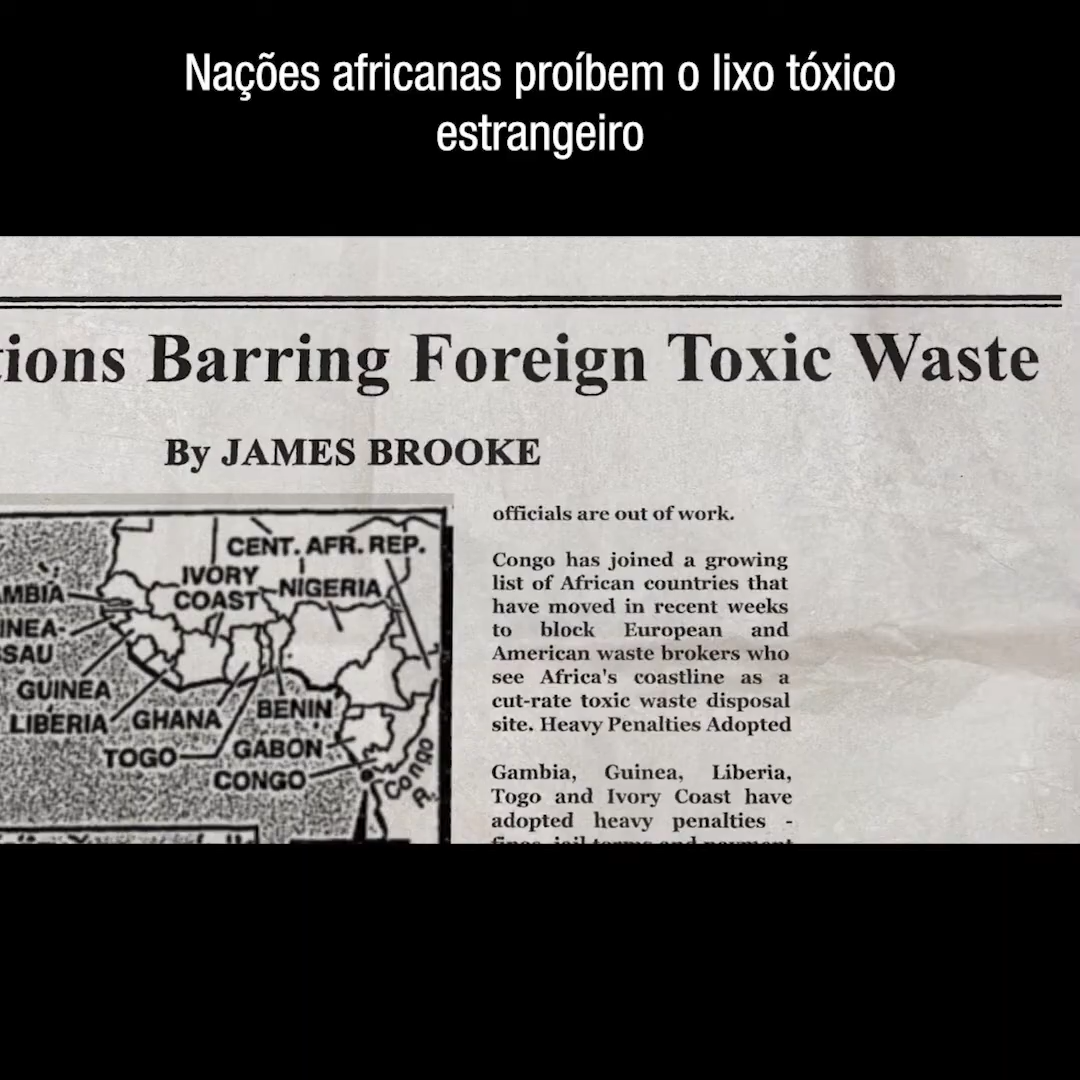 Nações africanas proíbem o lixo tóxico
estrangeiro
Barring Foreign Toxic Waste
By JAMES BROOKE
CENT. AFR. REP.
IVORY
COAST
NIGERIA
GUINEA
LIBERIA
GHANA
BENIN
TOGO
GABON
CONGO
Congo
R.
officials are out of work.
Congo has joined a growing
list of African countries that
have moved in recent weeks
to block European and
American waste brokers who
see Africa's coastline as a
cut-rate toxic waste disposal
site. Heavy Penalties Adopted
Gambia, Guinea, Liberia,
Togo and Ivory Coast have
adopted heavy penalties -